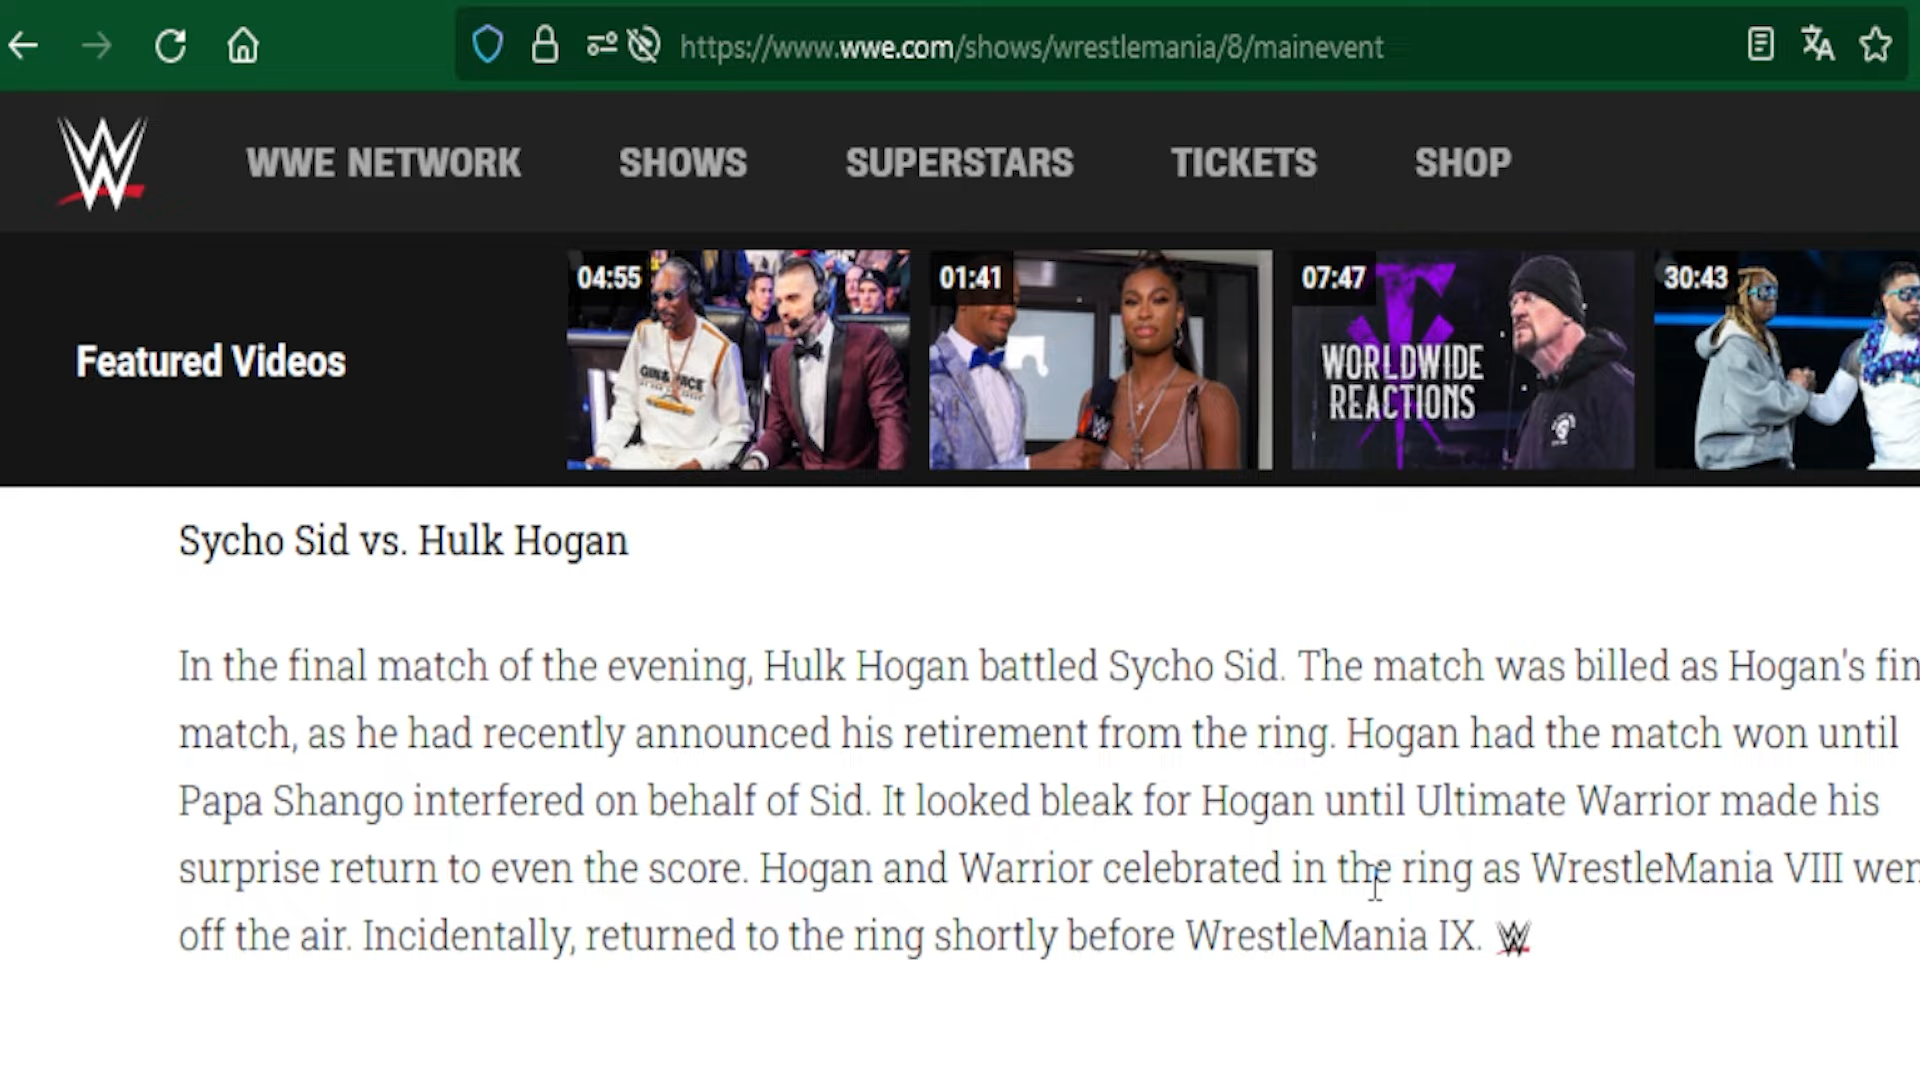 https://www.wwe.com/shows/wrestlemania/8/mainevent
WWE NETWORK SHOWS SUPERSTARS TICKETS SHOP
Featured Videos
04:55
01:41
07:47
30:43
GIN & JUICE
WORLDWIDE
REACTIONS
Sycho Sid vs. Hulk Hogan
In the final match of the evening, Hulk Hogan battled Sycho Sid. The match was billed as Hogan's fin
match, as he had recently announced his retirement from the ring. Hogan had the match won until
Papa Shango interfered on behalf of Sid. It looked bleak for Hogan until Ultimate Warrior made his
surprise return to even the score. Hogan and Warrior celebrated in the ring as WrestleMania VIII wen
off the air. Incidentally, returned to the ring shortly before WrestleMania IX.